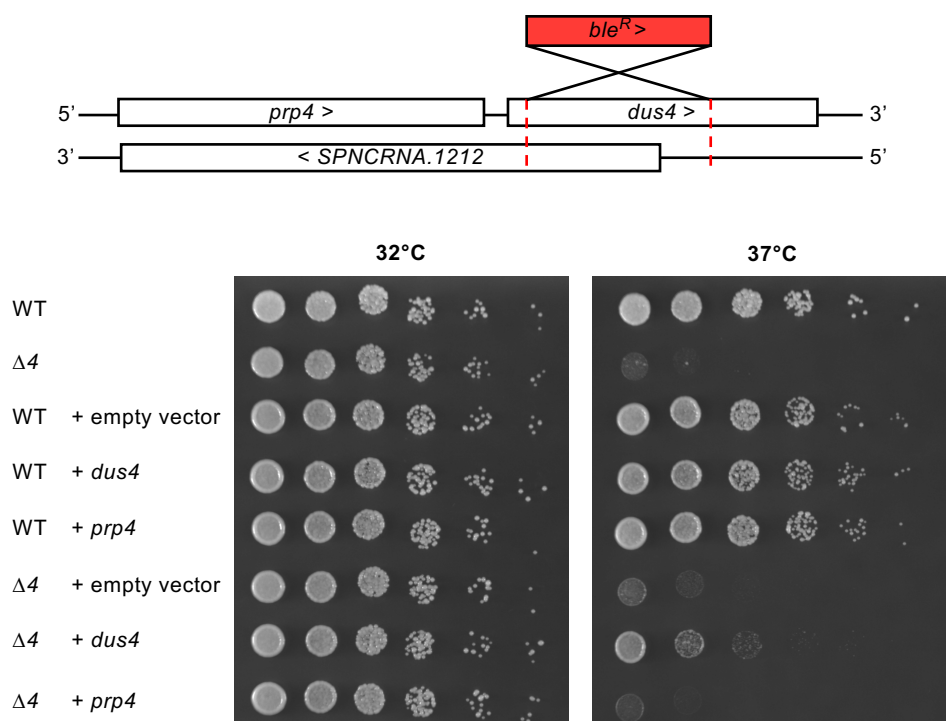 bleR >
5’ prp4 > dus4 > 3’
3’ < SPNCRNA.1212 5’
32°C 37°C
WT
Δ4
WT + empty vector
WT + dus4
WT + prp4
Δ4 + empty vector
Δ4 + dus4
Δ4 + prp4